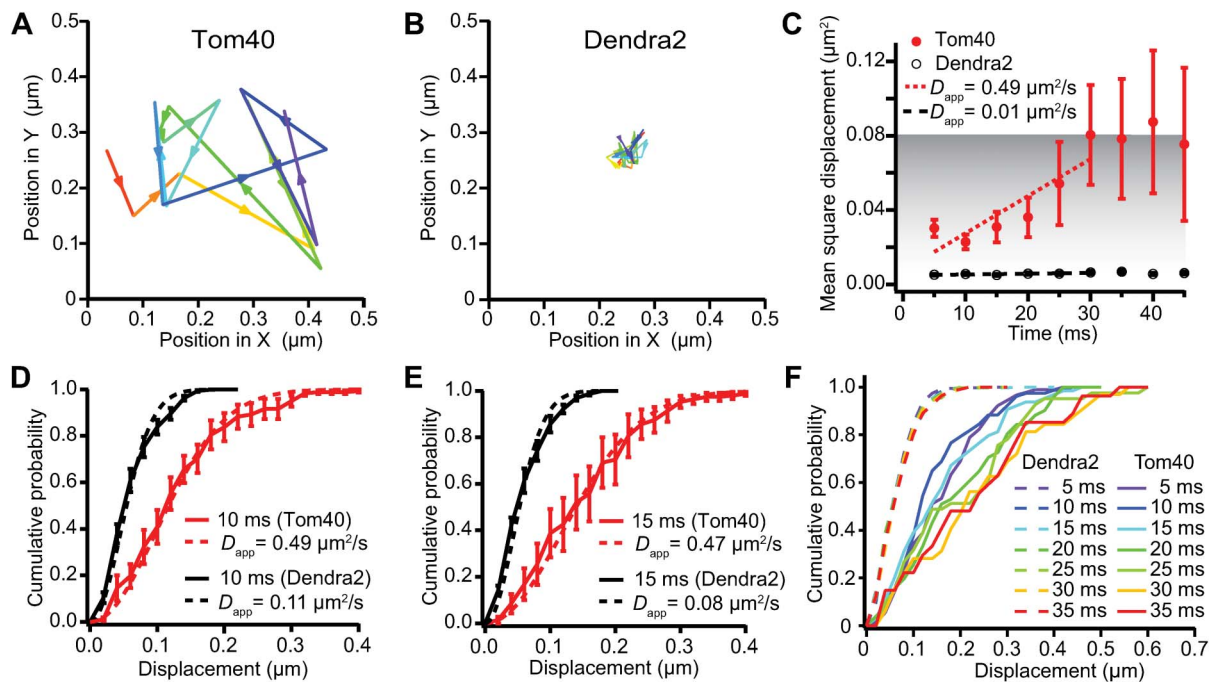 A
Tom40
0.5
0.4
0.3
0.2
0.1
0
Position in Y (µm)
0
0.1
0.2
0.3
0.4
0.5
Position in X (µm)
B
Dendra2
0.5
0.4
0.3
0.2
0.1
0
Position in Y (µm)
0
0.1
0.2
0.3
0.4
0.5
Position in X (µm)
C
Mean square displacement (µm²)
0.12
0.08
0.04
0.00
Tom40
Dendra2
Dapp = 0.49 µm²/s
Dapp = 0.01 µm²/s
0
10
20
30
40
Time (ms)
D
Cumulative probability
1.0
0.8
0.6
0.4
0.2
0.0
10 ms (Tom40)
Dapp = 0.49 µm²/s
10 ms (Dendra2)
Dapp = 0.11 µm²/s
0.0
0.1
0.2
0.3
0.4
Displacement (µm)
E
Cumulative probability
1.0
0.8
0.6
0.4
0.2
0.0
15 ms (Tom40)
Dapp = 0.47 µm²/s
15 ms (Dendra2)
Dapp = 0.08 µm²/s
0.0
0.1
0.2
0.3
0.4
Displacement (µm)
F
Cumulative probability
1.0
0.8
0.6
0.4
0.2
0
Dendra2 Tom40
5 ms 5 ms
10 ms 10 ms
15 ms 15 ms
20 ms 20 ms
25 ms 25 ms
30 ms 30 ms
35 ms 35 ms
0
0.1
0.2
0.3
0.4
0.5
0.6
0.7
Displacement (µm)